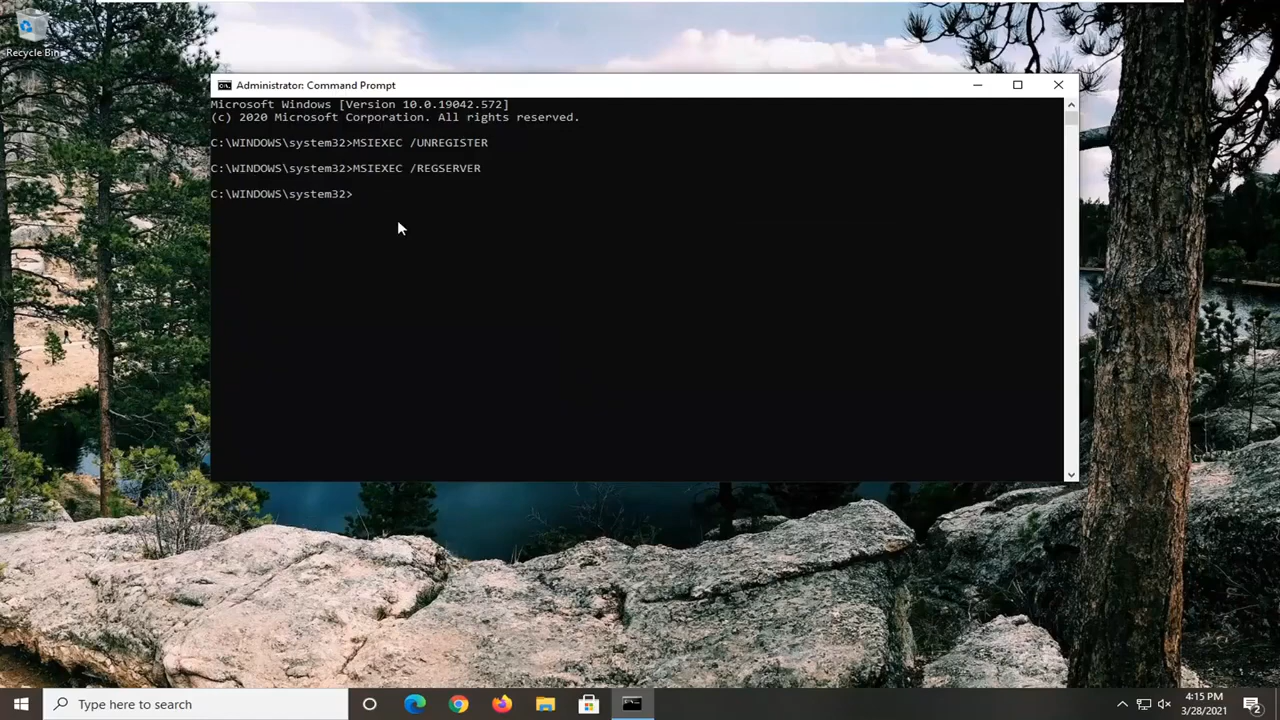 Recycle Bin
Administrator: Command Prompt
Microsoft Windows [Version 10.0.19042.572]
(c) 2020 Microsoft Corporation. All rights reserved.
C:\WINDOWS\system32>MSIEXEC /UNREGISTER
C:\WINDOWS\system32>MSIEXEC /REGSERVER
C:\WINDOWS\system32>
Type here to search
4:15 PM
3/28/2021
2